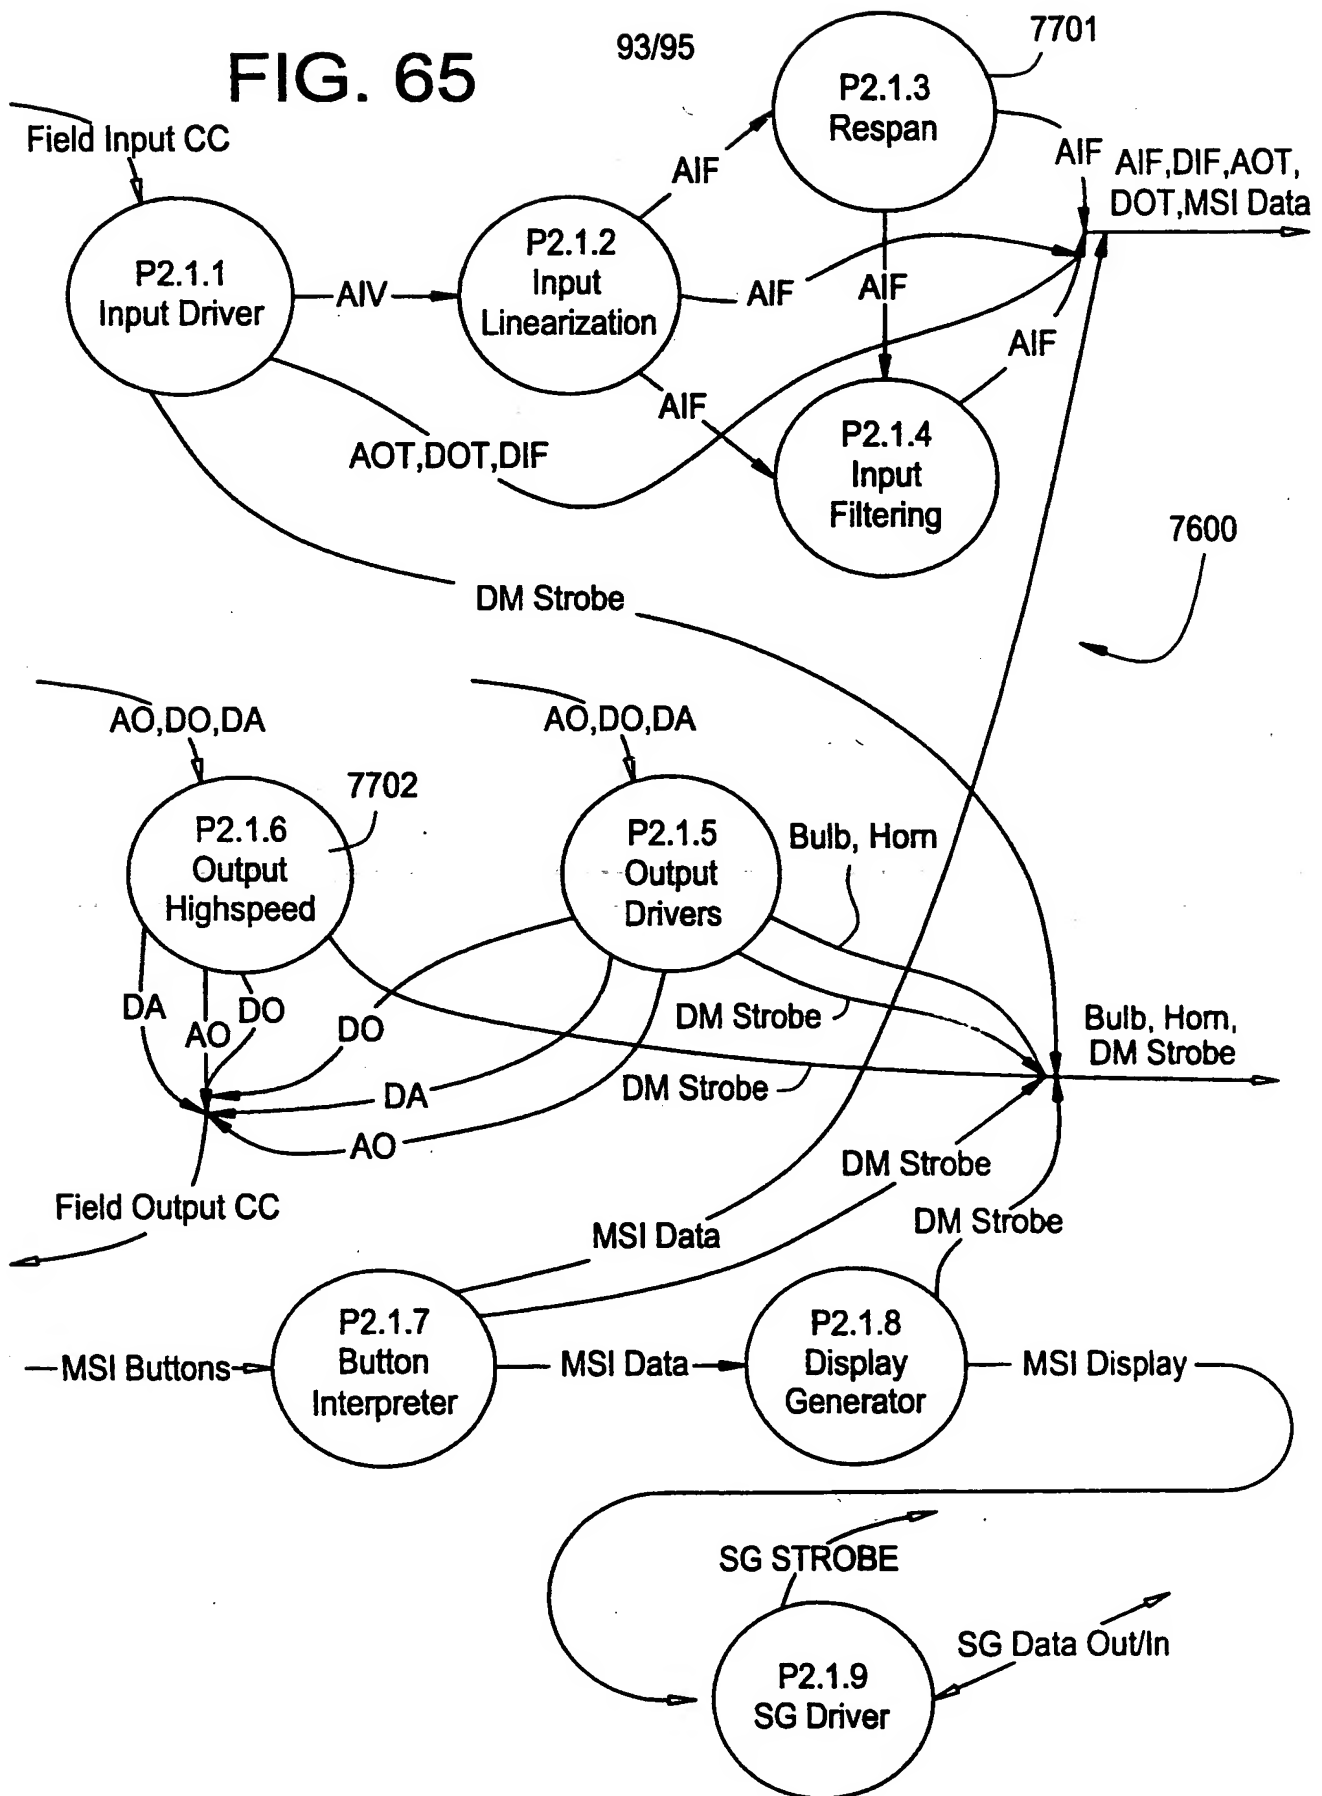 FIG. 65
93/95
7701
Field Input CC
P2.1.3
Respan
AIF
AIF
AIF,DIF,AOT,
DOT,MSI Data
P2.1.1
Input Driver
AIV
P2.1.2
Input
Linearization
AIF
AIF
AIF
AIF
AOT,DOT,DIF
P2.1.4
Input
Filtering
7600
DM Strobe
AO,DO,DA
AO,DO,DA
7702
P2.1.6
Output
Highspeed
P2.1.5
Output
Drivers
Bulb, Horn
DA
AO
DO
DO
DM Strobe
Bulb, Horn,
DM Strobe
DM Strobe
DA
AO
DM Strobe
Field Output CC
MSI Data
DM Strobe
MSI Buttons
P2.1.7
Button
Interpreter
MSI Data
P2.1.8
Display
Generator
MSI Display
SG STROBE
SG Data Out/In
P2.1.9
SG Driver